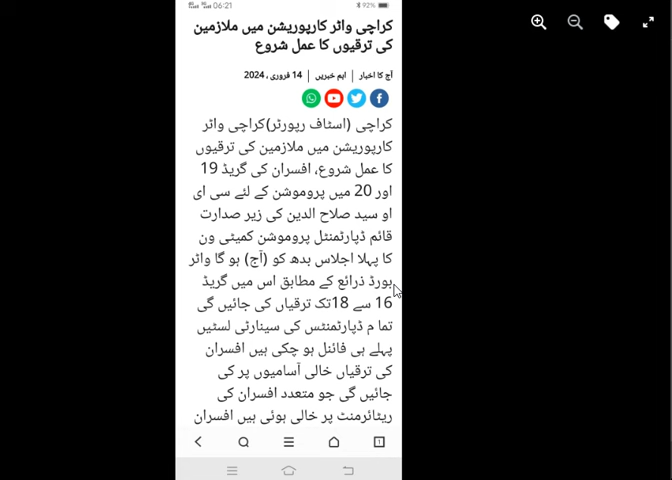 06:21 92%
کراچی واٹر کارپوریشن میں ملازمین
کی ترقیوں کا عمل شروع
آج کا اخبار | اہم خبریں | 14 فروری ، 2024
کراچی (اسٹاف رپورٹر)کراچی واٹر
کارپوریشن میں ملازمین کی ترقیوں
کا عمل شروع، افسران کی گریڈ 19
اور 20 میں پروموشن کے لئے سی ای
او سید صلاح الدین کی زیر صدارت
قائم ڈپارٹمنٹل پروموشن کمیٹی ون
کا پہلا اجلاس بدھ کو (آج) ہو گا واٹر
بورڈ ذرائع کے مطابق اس میں گریڈ
16 سے 18تک ترقیاں کی جائیں گی
تما م ڈپارٹمنٹس کی سینارٹی لسٹیں
پہلے ہی فائنل ہو چکی ہیں افسران
کی ترقیاں خالی آسامیوں پر کی
جائیں گی جو متعدد افسران کی
ریٹائرمنٹ پر خالی ہوئی ہیں افسران
1